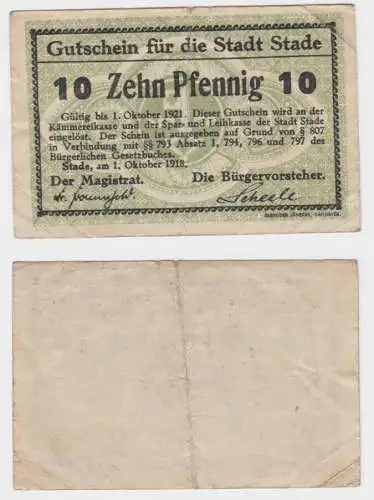 Gutschein für die Stadt Stade
10 Zehn Pfennig 10
Gültig bis 1. Oktober 1921. Dieser Gutschein wird an der
Kämmereikasse und der Spar- und Leihkasse der Stadt Stade
eingelöst. Der Schein ist ausgegeben auf Grund von § 807
in Verbindung mit §§ 793 Absatz 1, 794, 796 und 797 des
Bürgerlichen Gesetzbuches.
Stade, am 1. Oktober 1918.
Der Magistrat. Die Bürgervorsteher.
Scheele